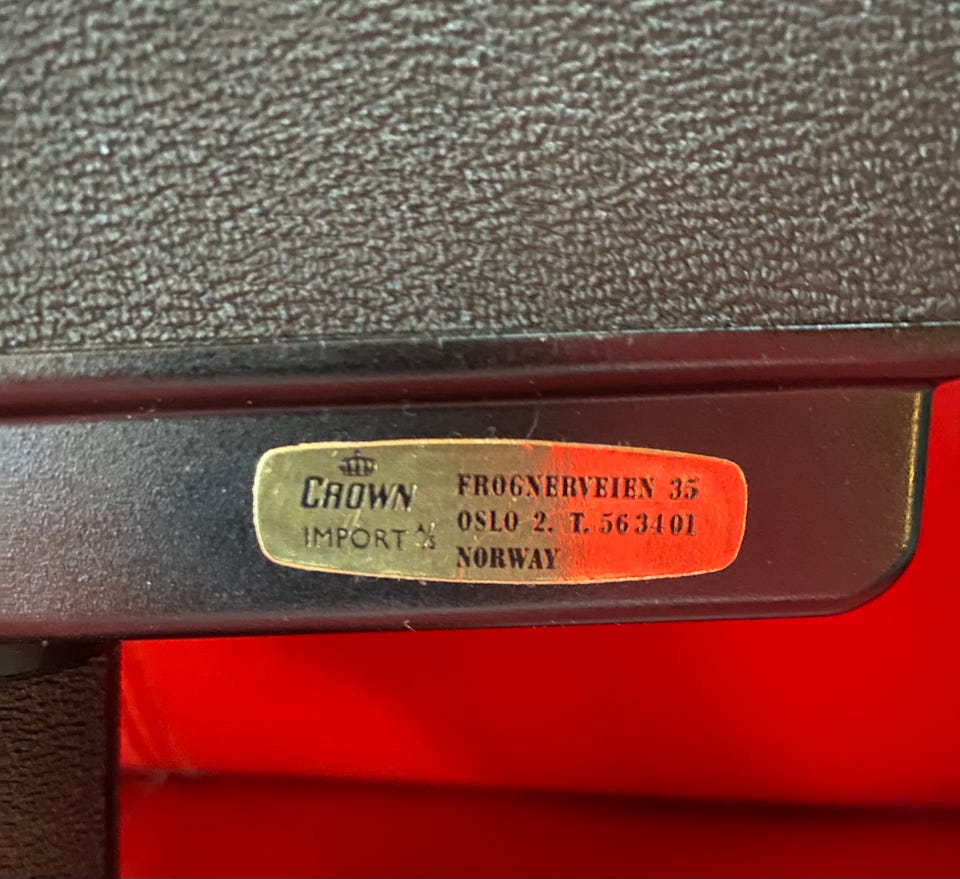 CROWN
IMPORT A/S
FROGNERVEIEN 35
OSLO 2. T. 563401
NORWAY